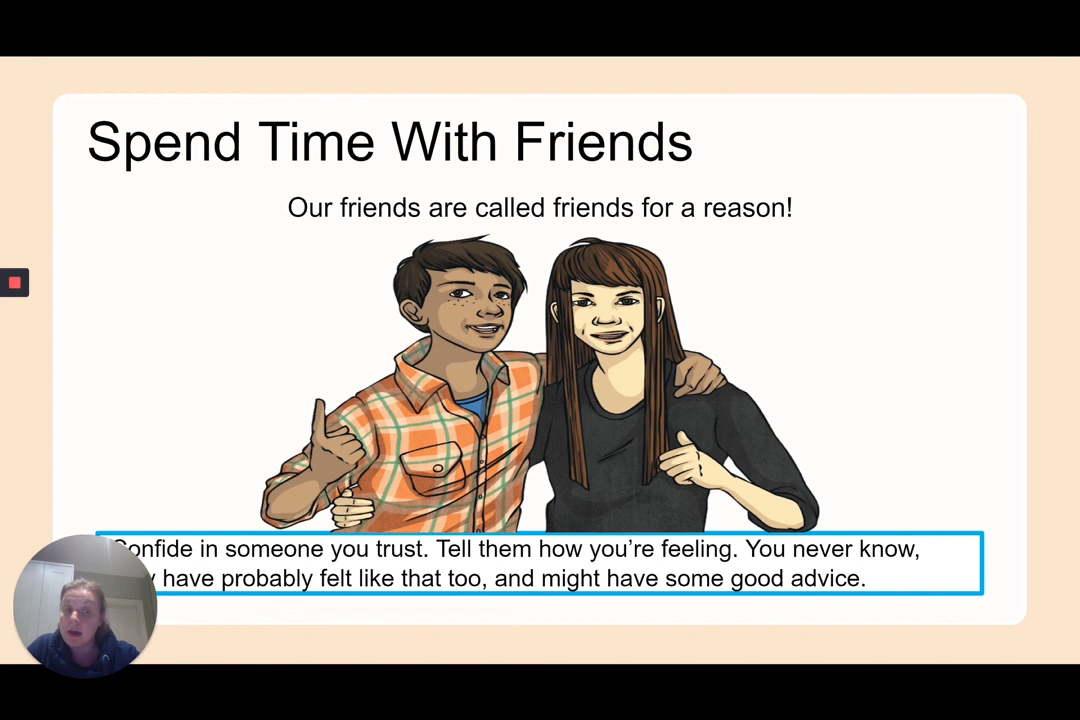 Spend Time With Friends
Our friends are called friends for a reason!
Confide in someone you trust. Tell them how you’re feeling. You never know,
have probably felt like that too, and might have some good advice.